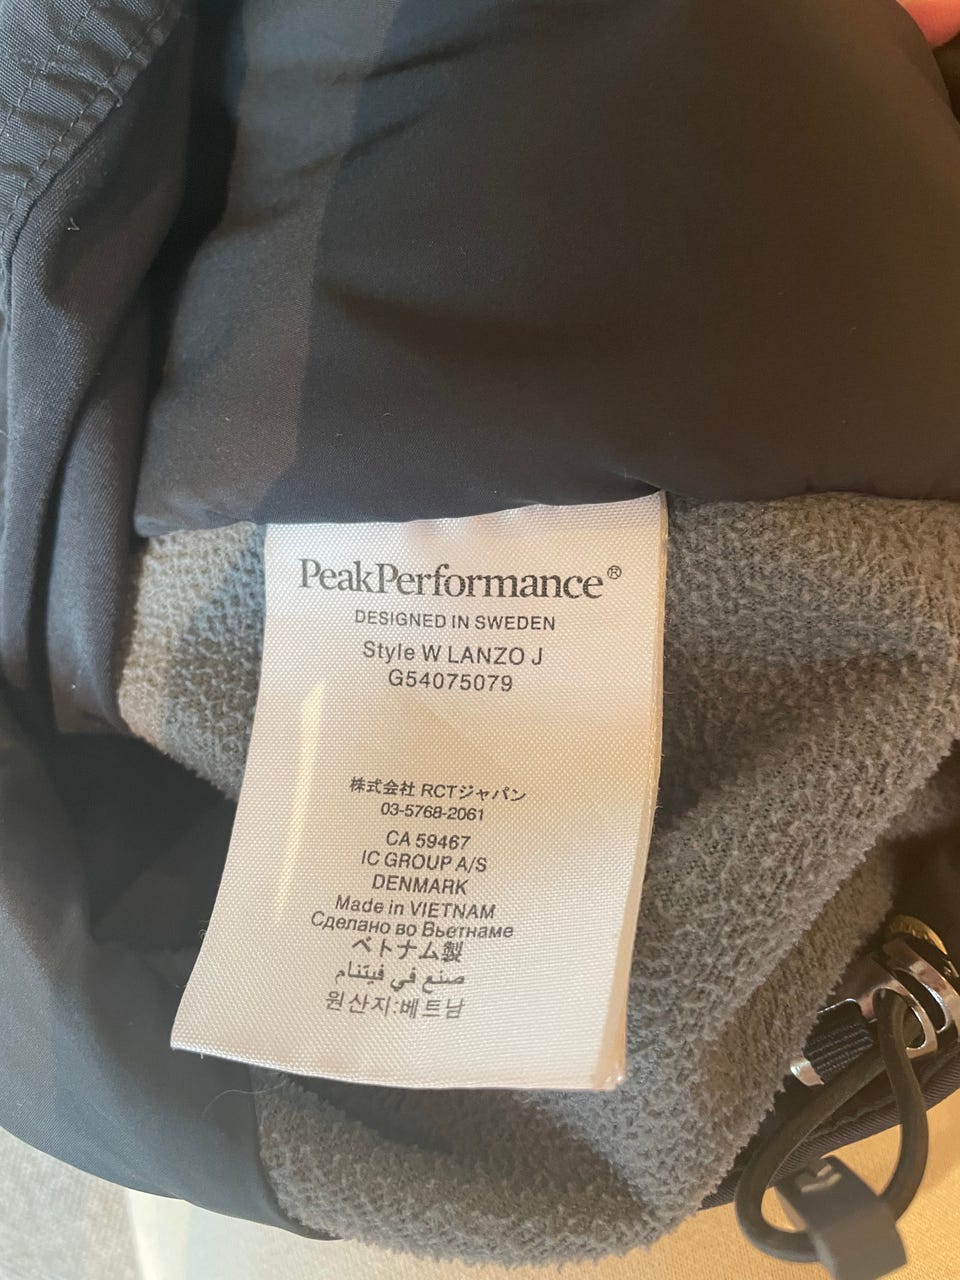 PeakPerformance®
DESIGNED IN SWEDEN
Style W LANZO J
G54075079
株式会社 RCTジャパン
03-5768-2061
CA 59467
IC GROUP A/S
DENMARK
Made in VIETNAM
Сделано во Вьетнаме
ベトナム製
صنع في فيتنام
원산지:베트남